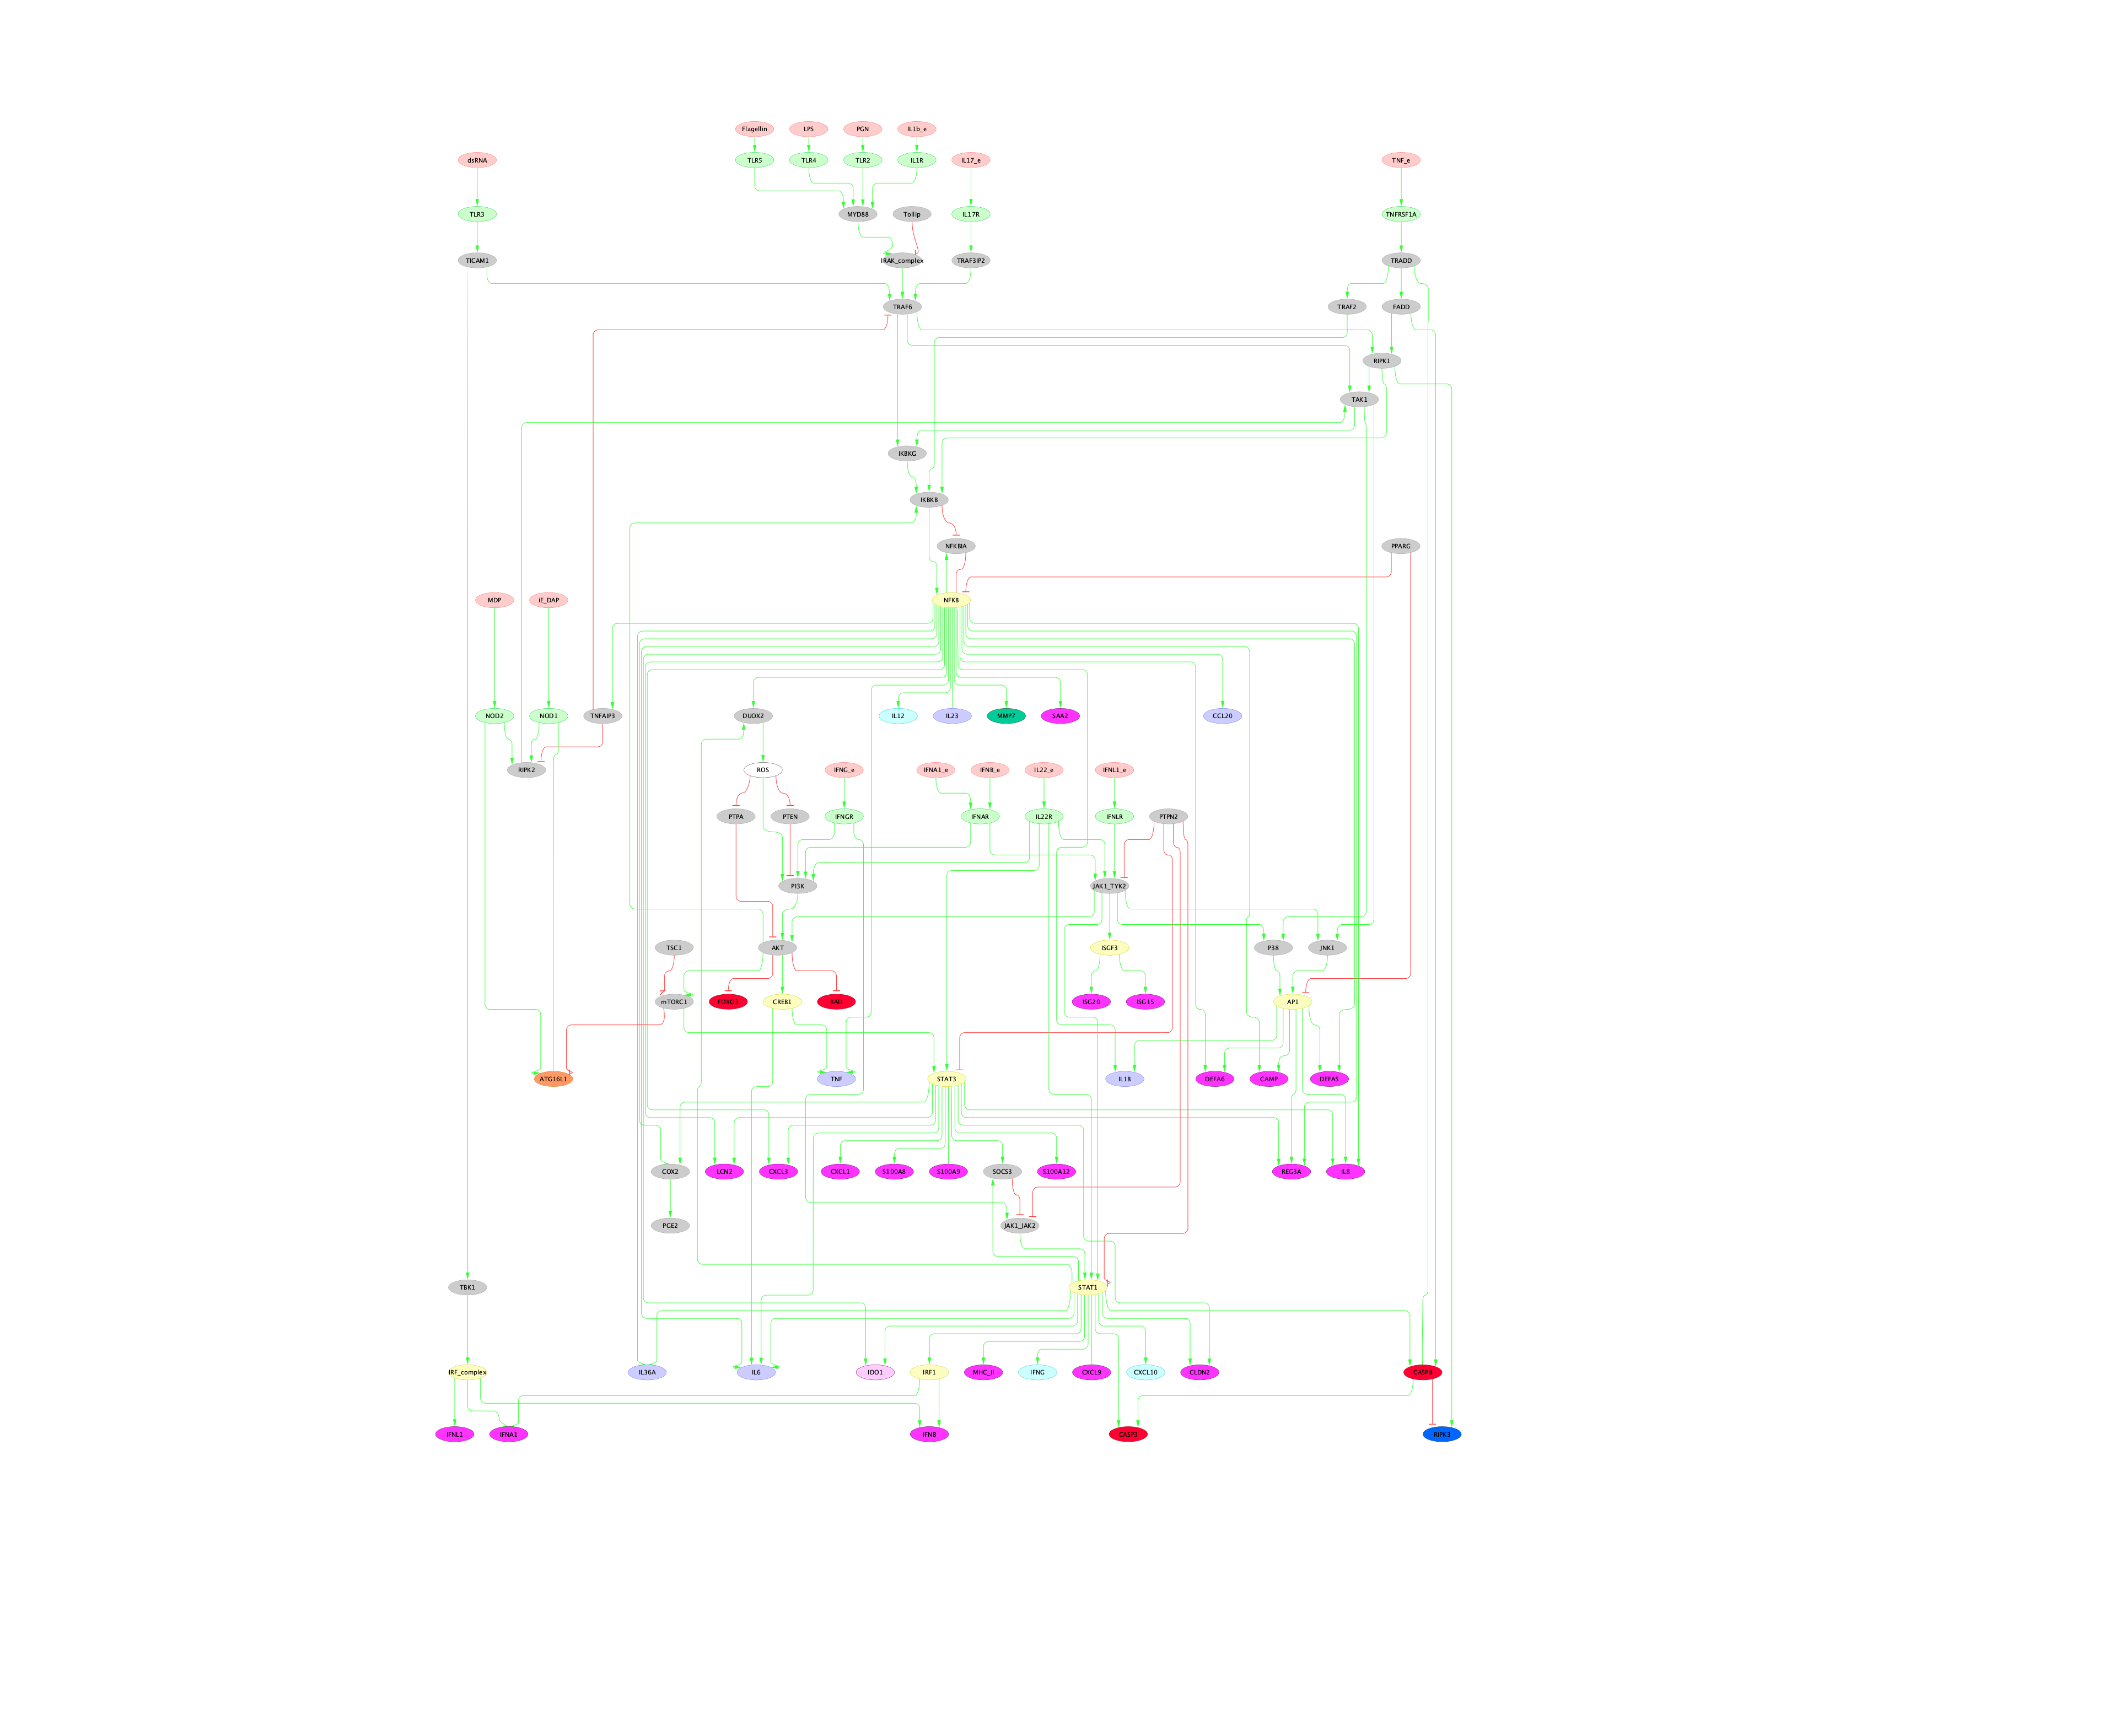 Flagellin LPS PGN IL1b_e
dsRNA TLR5 TLR4 TLR2 IL1R IL17_e TNF_e
TLR3 MYD88 Tollip IL17R TNFRSF1A
TICAM1 IRAK_complex TRAF3IP2 TRADD
TRAF6 TRAF2 FADD
RIPK1
TAK1
IKBKG
IKBKB
NFKBIA PPARG
MDP iE_DAP NFKB
NOD2 NOD1 TNFAIP3 DUOX2 IL12 IL23 MMP7 SAA2 CCL20
RIPK2 ROS IFNG_e IFNA1_e IFNB_e IL22_e IFNL1_e
PTPA PTEN IFNGR IFNAR IL22R IFNLR PTPN2
PI3K JAK1_TYK2
TSC1 AKT ISGF3 P38 JNK1
mTORC1 FOXO3 CREB1 BAD ISG20 ISG15 AP1
ATG16L1 TNF STAT3 IL1B DEFA6 CAMP DEFA5
COX2 LCN2 CXCL3 CXCL1 S100A8 S100A9 SOCS3 S100A12 REG3A IL8
PGE2 JAK1_JAK2
TBK1 STAT1
IRF_complex IL36A IL6 IDO1 IRF1 MHC_II IFNG CXCL9 CXCL10 CLDN2 CASP8
IFNL1 IFNA1 IFNB CASP3 RIPK3